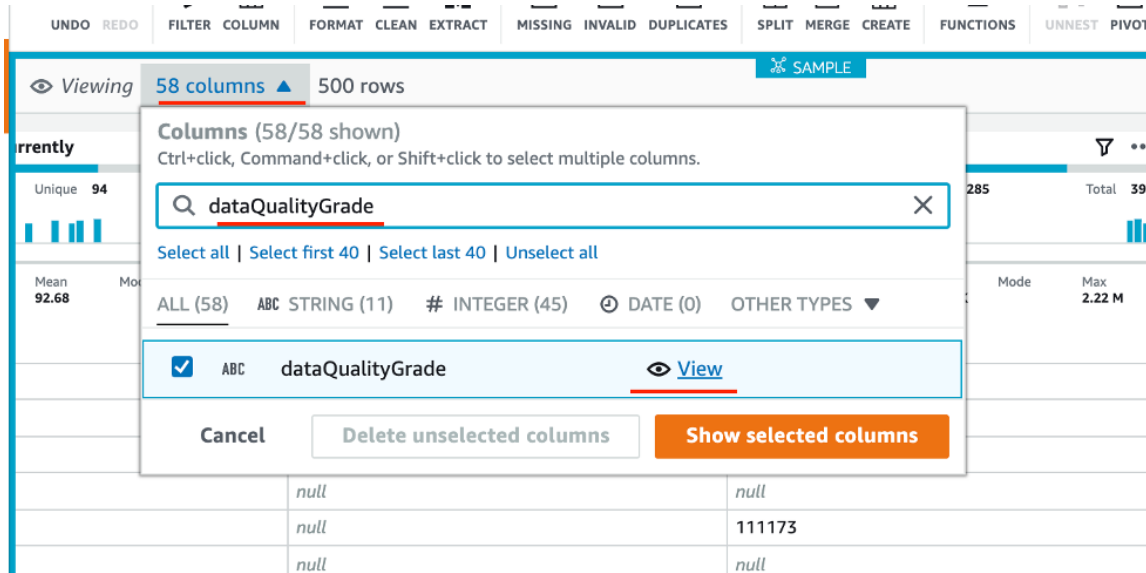 UNDO REDO FILTER COLUMN FORMAT CLEAN EXTRACT MISSING INVALID DUPLICATES SPLIT MERGE CREATE FUNCTIONS UNNEST PIVOT
SAMPLE
Viewing 58 columns 500 rows
Columns (58/58 shown)
rrently
Ctrl+click, Command+click, or Shift+click to select multiple columns.
Unique 94
285
Total 39
dataQualityGrade
Select all | Select first 40 | Select last 40 | Unselect all
Mean
Mod
Mode
Max
92.68
2.22 M
ALL (58) ABC STRING (11) # INTEGER (45) DATE (0) OTHER TYPES
ABC dataQualityGrade View
Cancel Delete unselected columns Show selected columns
null null
null 111173
null null